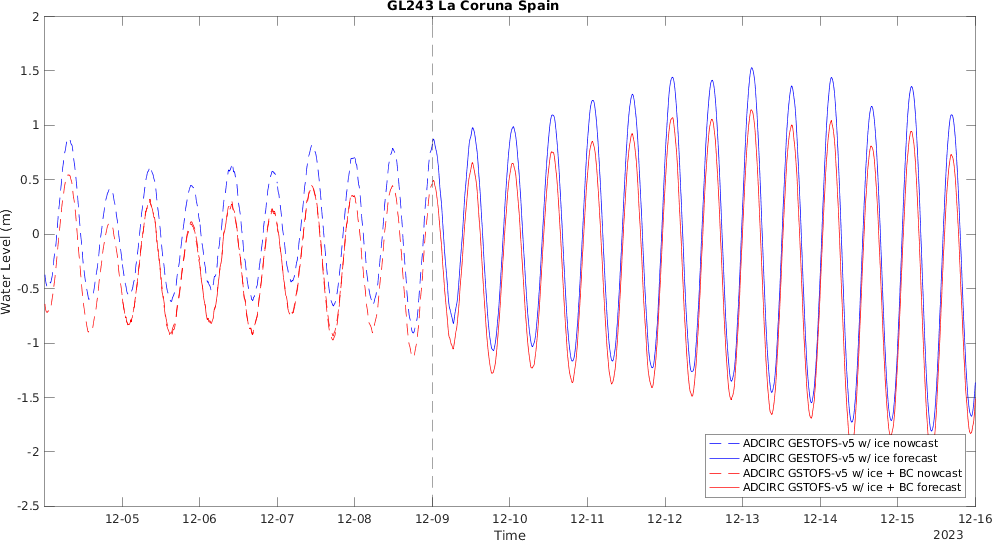 GL243 La Coruna Spain
2
1.5
1
0.5
0
-0.5
-1
-1.5
-2
-2.5
Water Level (m)
ADCIRC GESTOFS-v5 w/ ice nowcast
ADCIRC GESTOFS-v5 w/ ice forecast
ADCIRC GSTOFS-v5 w/ ice + BC nowcast
ADCIRC GSTOFS-v5 w/ ice + BC forecast
12-05 12-06 12-07 12-08 12-09 12-10 12-11 12-12 12-13 12-14 12-15 12-16
Time
2023